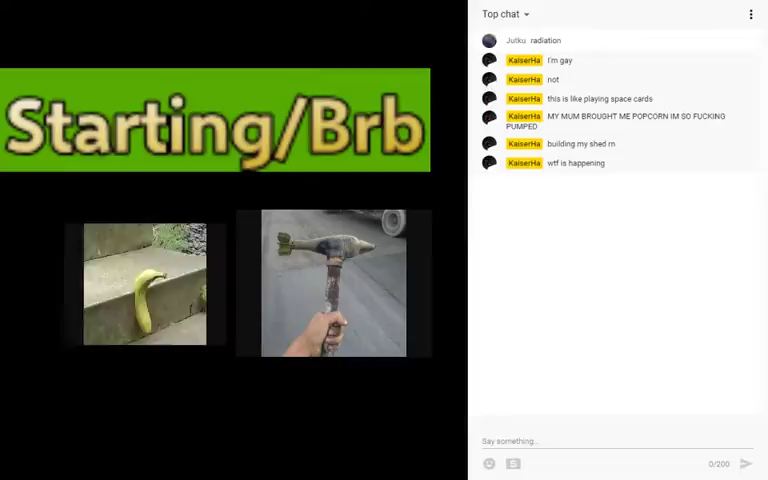 Top chat
Starting/Brb
Jutku radiation
KaiserHa I'm gay
KaiserHa not
KaiserHa this is like playing space cards
KaiserHa MY MUM BROUGHT ME POPCORN IM SO FUCKING
PUMPED
KaiserHa building my shed rn
KaiserHa wtf is happening
Say something...
0/200